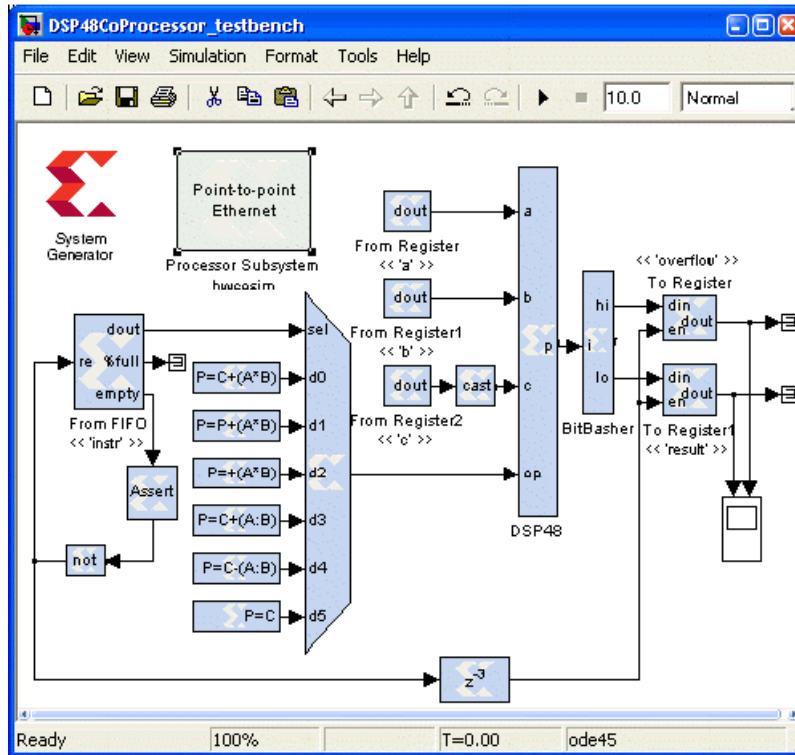 DSP48CoProcessor_testbench
File Edit View Simulation Format Tools Help
10.0 Normal
System
Generator
Point-to-point
Ethernet
Processor Subsystem
hwcosim
dout
From Register
<< 'a' >>
dout
From Register1
<< 'b' >>
dout
cast
From Register2
<< 'c' >>
a
b
c
op
p
DSP48
hi
i
lo
BitBasher
<< 'overflow' >>
To Register
din
en
dout
din
en
dout
To Register1
<< 'result' >>
dout
re %full
empty
From FIFO
<< 'instr' >>
Assert
not
sel
P=C+(A*B) d0
P=P+(A*B) d1
P=+(A*B) d2
P=C+(A:B) d3
P=C-(A:B) d4
P=C d5
z-3
Ready 100% T=0.00 ode45